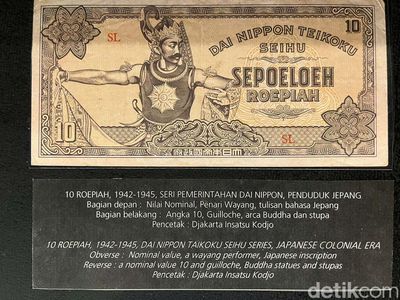 10
DAI NIPPON TEIKOKU
SEIHU
10
SL
SEPOELOEH
ROEPIAH
10
SL
10 ROEPIAH, 1942-1945, SERI PEMERINTAHAN DAI NIPPON, PENDUDUK JEPANG
Bagian depan : Nilai Nominal, Penari Wayang, tulisan bahasa Jepang
Bagian belakang : Angka 10, Guilloche, arca Buddha dan stupa
Pencetak : Djakarta Insatsu Kodjo
10 ROEPIAH, 1942-1945, DAI NIPPON TAIKOKU SEIHU SERIES, JAPANESE COLONIAL ERA
Obverse : Nominal value, a wayang performer, Japanese inscription
Reverse : a nominal value 10 and guilloche, Buddha statues and stupas
Pencetak : Djakarta Insatsu Kodjo
detikcom